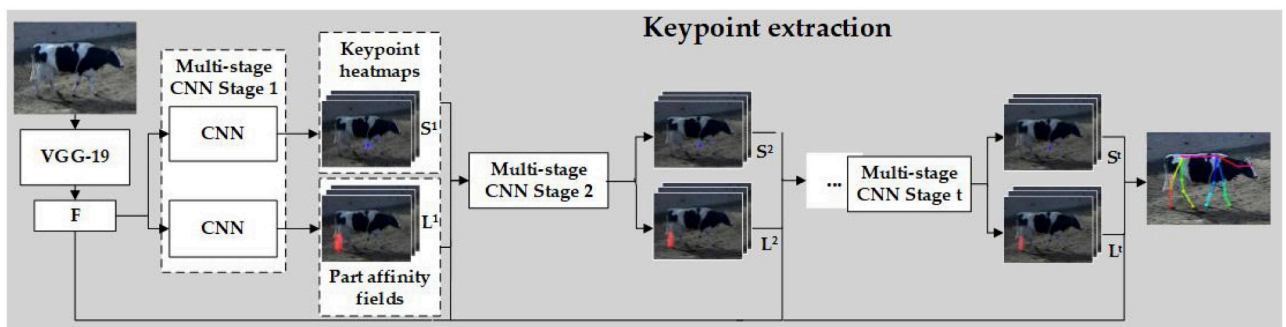 Keypoint extraction
VGG-19
F
Multi-stage
CNN Stage 1
CNN
CNN
Keypoint
heatmaps
S¹
L¹
Part affinity
fields
Multi-stage
CNN Stage 2
S²
L²
...
Multi-stage
CNN Stage t
Sᵗ
Lᵗ